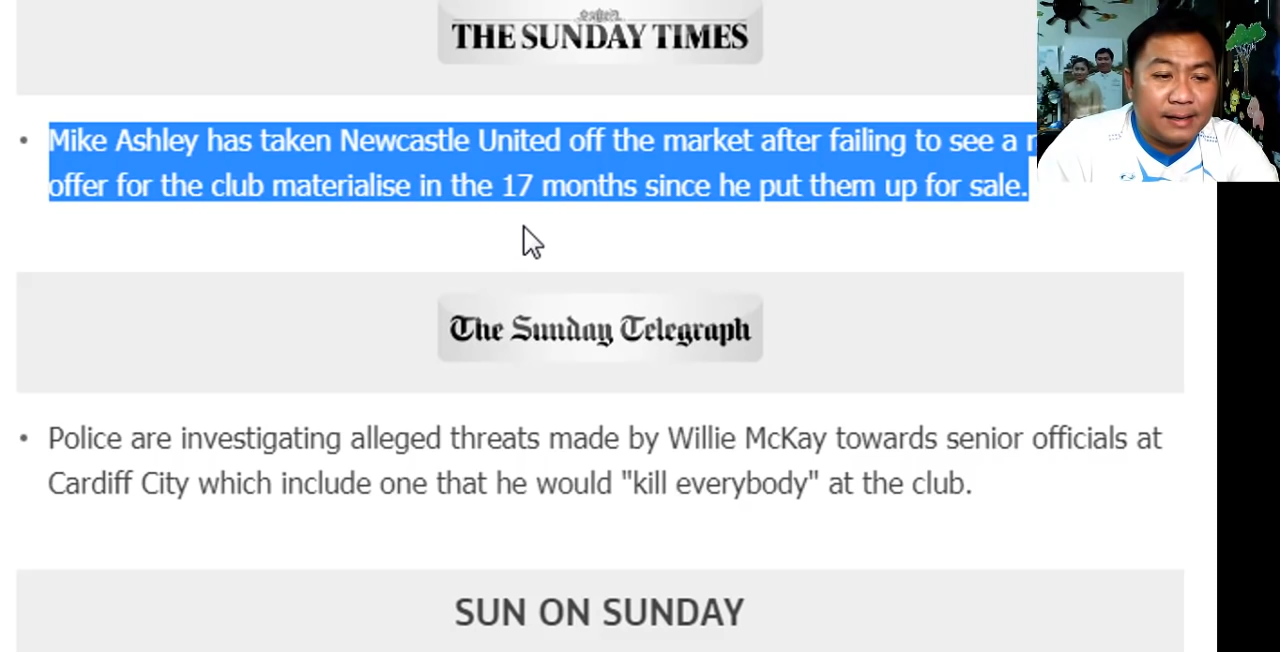 THE SUNDAY TIMES
Mike Ashley has taken Newcastle United off the market after failing to see a
offer for the club materialise in the 17 months since he put them up for sale.
The Sunday Telegraph
Police are investigating alleged threats made by Willie McKay towards senior officials at
Cardiff City which include one that he would "kill everybody" at the club.
SUN ON SUNDAY